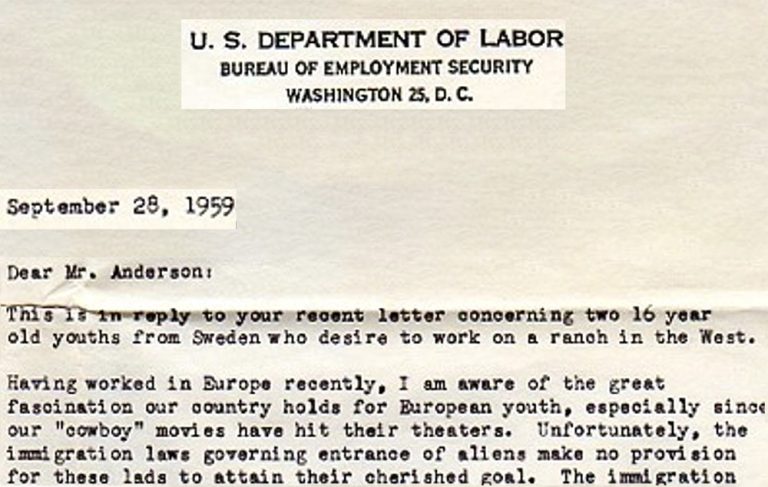 U. S. DEPARTMENT OF LABOR
BUREAU OF EMPLOYMENT SECURITY
WASHINGTON 25, D. C.
September 28, 1959
Dear Mr. Anderson:
This is in reply to your recent letter concerning two 16 year
old youths from Sweden who desire to work on a ranch in the West.
Having worked in Europe recently, I am aware of the great
fascination our country holds for European youth, especially since
our "cowboy" movies have hit their theaters. Unfortunately, the
immigration laws governing entrance of aliens make no provision
for these lads to attain their cherished goal. The immigration